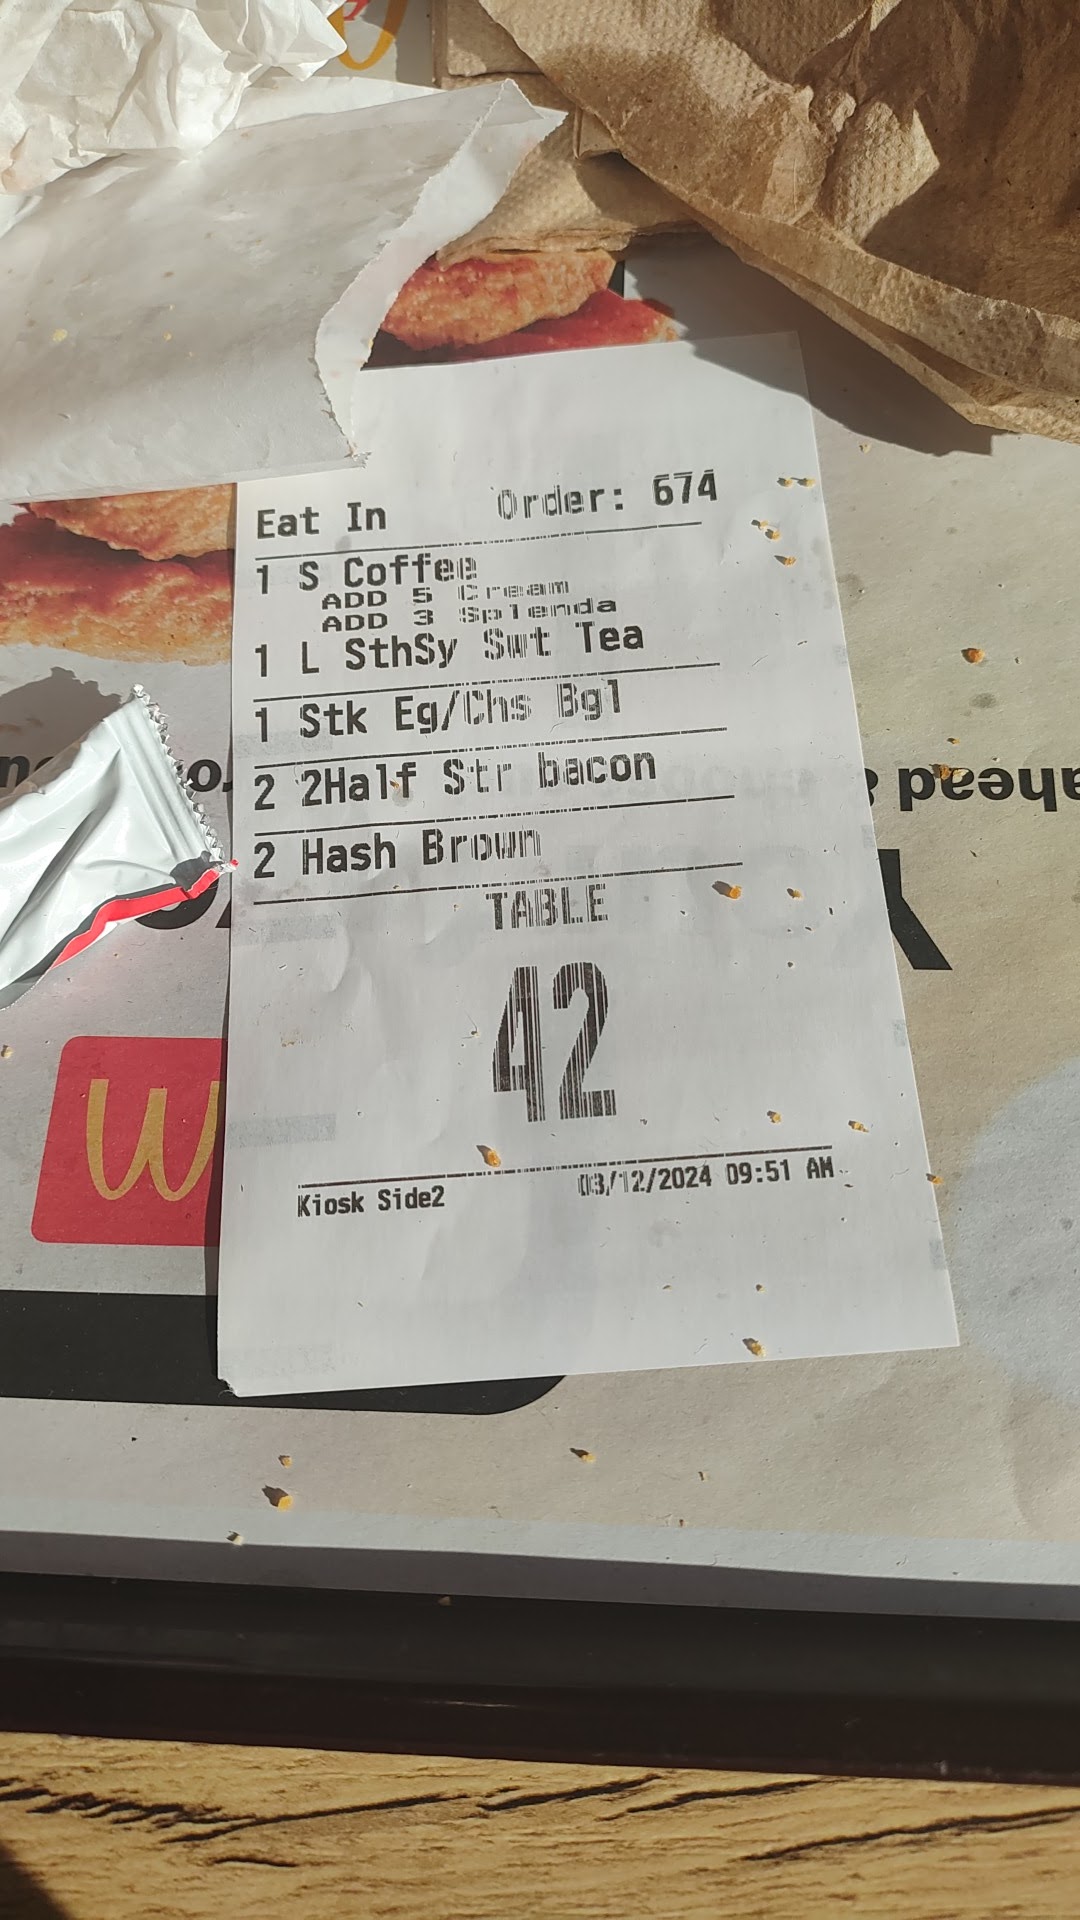 Eat In Order: 674
1 S Coffee
ADD 5 Cream
ADD 3 Splenda
1 L SthSy Swt Tea
1 Stk Eg/Chs Bgl
2 2Half Str bacon
2 Hash Brown
TABLE
42
Kiosk Side2 03/12/2024 09:51 AM
ahead